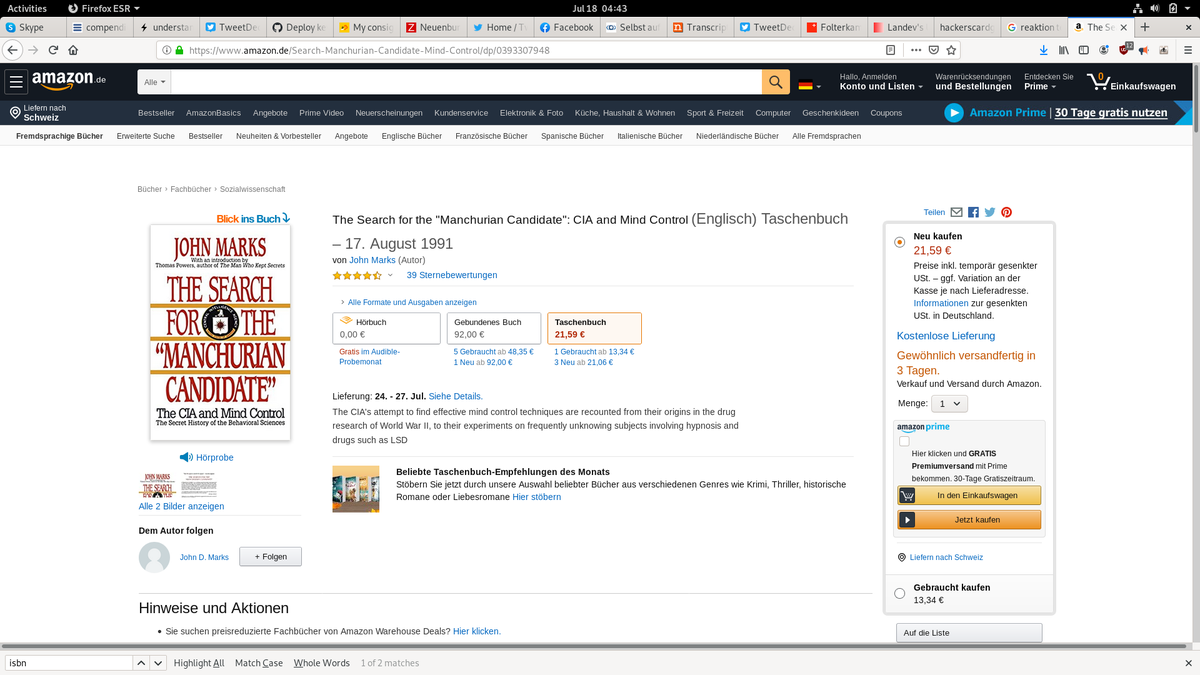 Activities Firefox ESR Jul 18 04:43
Skype compendi understar TweetDe Deploy ke My consig Neuenbur Home / T Facebook Selbst auf Transcrip TweetDec Folterkan Landev's hackerscard reaktion The Se
https://www.amazon.de/Search-Manchurian-Candidate-Mind-Control/dp/0393307948
amazon.de Alle Hallo, Anmelden Konto und Listen Warenrücksendungen und Bestellungen Entdecken Sie Prime 0 Einkaufswagen
Liefern nach Schweiz
Bestseller AmazonBasics Angebote Prime Video Neuerscheinungen Kundenservice Elektronik & Foto Küche, Haushalt & Wohnen Sport & Freizeit Computer Geschenkideen Coupons Amazon Prime | 30 Tage gratis nutzen
Fremdsprachige Bücher Erweiterte Suche Bestseller Neuheiten & Vorbesteller Angebote Englische Bücher Französische Bücher Spanische Bücher Italienische Bücher Niederländische Bücher Alle Fremdsprachen
Bücher › Fachbücher › Sozialwissenschaft
Blick ins Buch
JOHN MARKS
With an introduction by
Thomas Powers, author of The Man Who Kept Secrets
THE SEARCH
FOR THE
"MANCHURIAN
CANDIDATE"
The CIA and Mind Control
The Secret History of the Behavioral Sciences
Hörprobe
Alle 2 Bilder anzeigen
Dem Autor folgen
John D. Marks + Folgen
The Search for the "Manchurian Candidate": CIA and Mind Control (Englisch) Taschenbuch
– 17. August 1991
von John Marks (Autor)
39 Sternebewertungen
› Alle Formate und Ausgaben anzeigen
Hörbuch Gebundenes Buch Taschenbuch
0,00 € 92,00 € 21,59 €
Gratis im Audible-Probemonat
5 Gebraucht ab 48,35 €
1 Neu ab 92,00 €
1 Gebraucht ab 13,34 €
3 Neu ab 21,06 €
Lieferung: 24. - 27. Jul. Siehe Details.
The CIA's attempt to find effective mind control techniques are recounted from their origins in the drug
research of World War II, to their experiments on frequently unknowing subjects involving hypnosis and
drugs such as LSD
Beliebte Taschenbuch-Empfehlungen des Monats
Stöbern Sie jetzt durch unsere Auswahl beliebter Bücher aus verschiedenen Genres wie Krimi, Thriller, historische
Romane oder Liebesromane Hier stöbern
Teilen
Neu kaufen
21,59 €
Preise inkl. temporär gesenkter
USt. – ggf. Variation an der
Kasse je nach Lieferadresse.
Informationen zur gesenkten
USt. in Deutschland.
Kostenlose Lieferung
Gewöhnlich versandfertig in
3 Tagen.
Verkauf und Versand durch Amazon.
Menge: 1
amazon prime
Hier klicken und GRATIS
Premiumversand mit Prime
bekommen. 30-Tage Gratiszeitraum.
In den Einkaufswagen
Jetzt kaufen
Liefern nach Schweiz
Gebraucht kaufen
13,34 €
Auf die Liste
Hinweise und Aktionen
• Sie suchen preisreduzierte Fachbücher von Amazon Warehouse Deals? Hier klicken.
isbn Highlight All Match Case Whole Words 1 of 2 matches